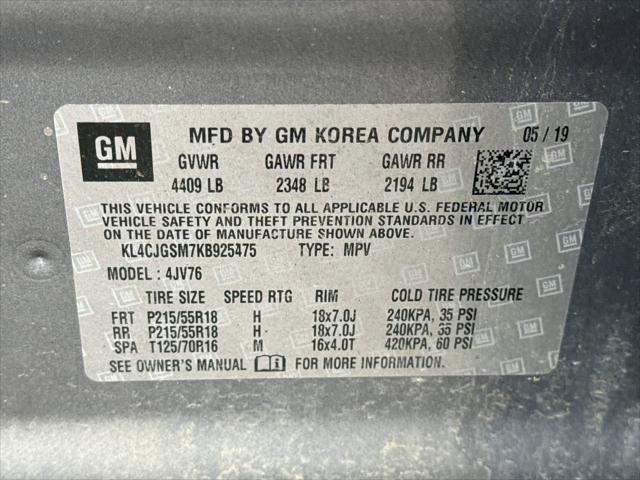 GM MFD BY GM KOREA COMPANY 05 / 19
GVWR GAWR FRT GAWR RR
4409 LB 2348 LB 2194 LB
THIS VEHICLE CONFORMS TO ALL APPLICABLE U.S. FEDERAL MOTOR
VEHICLE SAFETY AND THEFT PREVENTION STANDARDS IN EFFECT
ON THE DATE OF MANUFACTURE SHOWN ABOVE.
KL4CJGSM7KB925475 TYPE: MPV
MODEL : 4JV76
TIRE SIZE SPEED RTG RIM COLD TIRE PRESSURE
FRT P215/55R18 H 18x7.0J 240KPA, 35 PSI
RR P215/55R18 H 18x7.0J 240KPA, 35 PSI
SPA T125/70R16 M 16x4.0T 420KPA, 60 PSI
SEE OWNER'S MANUAL FOR MORE INFORMATION.